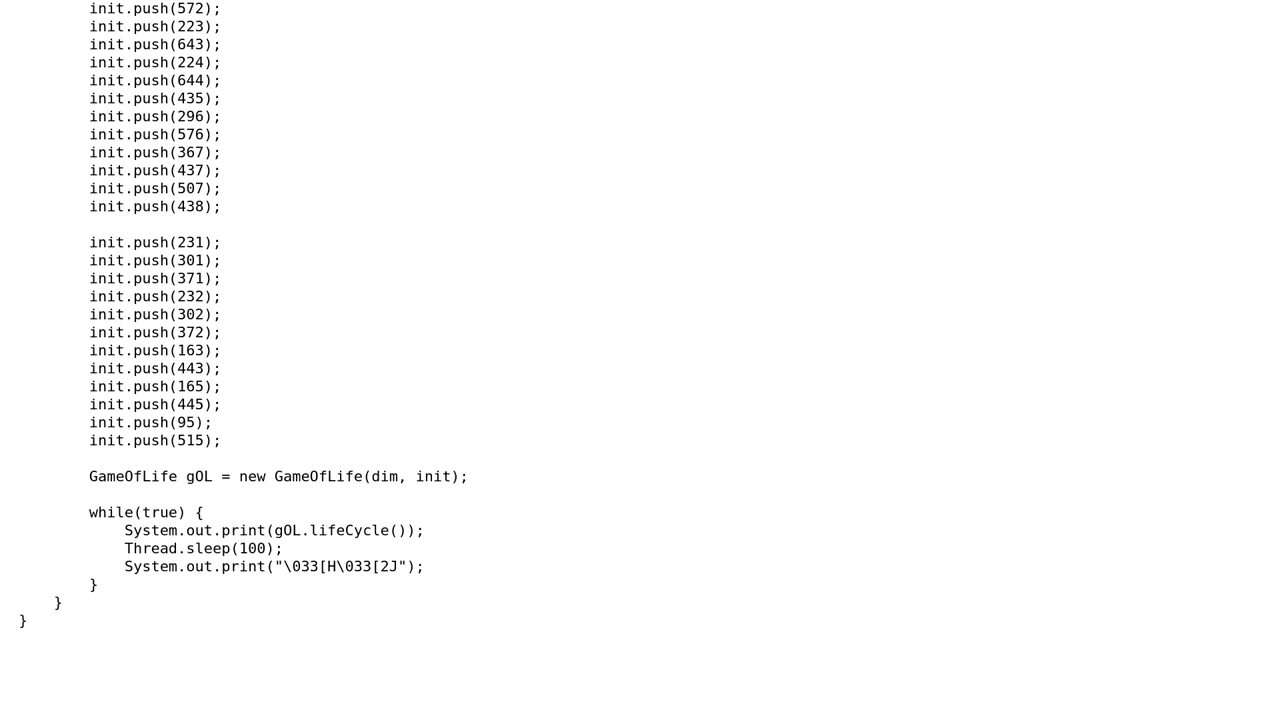 init.push(572);
init.push(223);
init.push(643);
init.push(224);
init.push(644);
init.push(435);
init.push(296);
init.push(576);
init.push(367);
init.push(437);
init.push(507);
init.push(438);
init.push(231);
init.push(301);
init.push(371);
init.push(232);
init.push(302);
init.push(372);
init.push(163);
init.push(443);
init.push(165);
init.push(445);
init.push(95);
init.push(515);
GameOfLife gOL = new GameOfLife(dim, init);
while(true) {
System.out.print(gOL.lifeCycle());
Thread.sleep(100);
System.out.print("\033[H\033[2J");
}
}
}